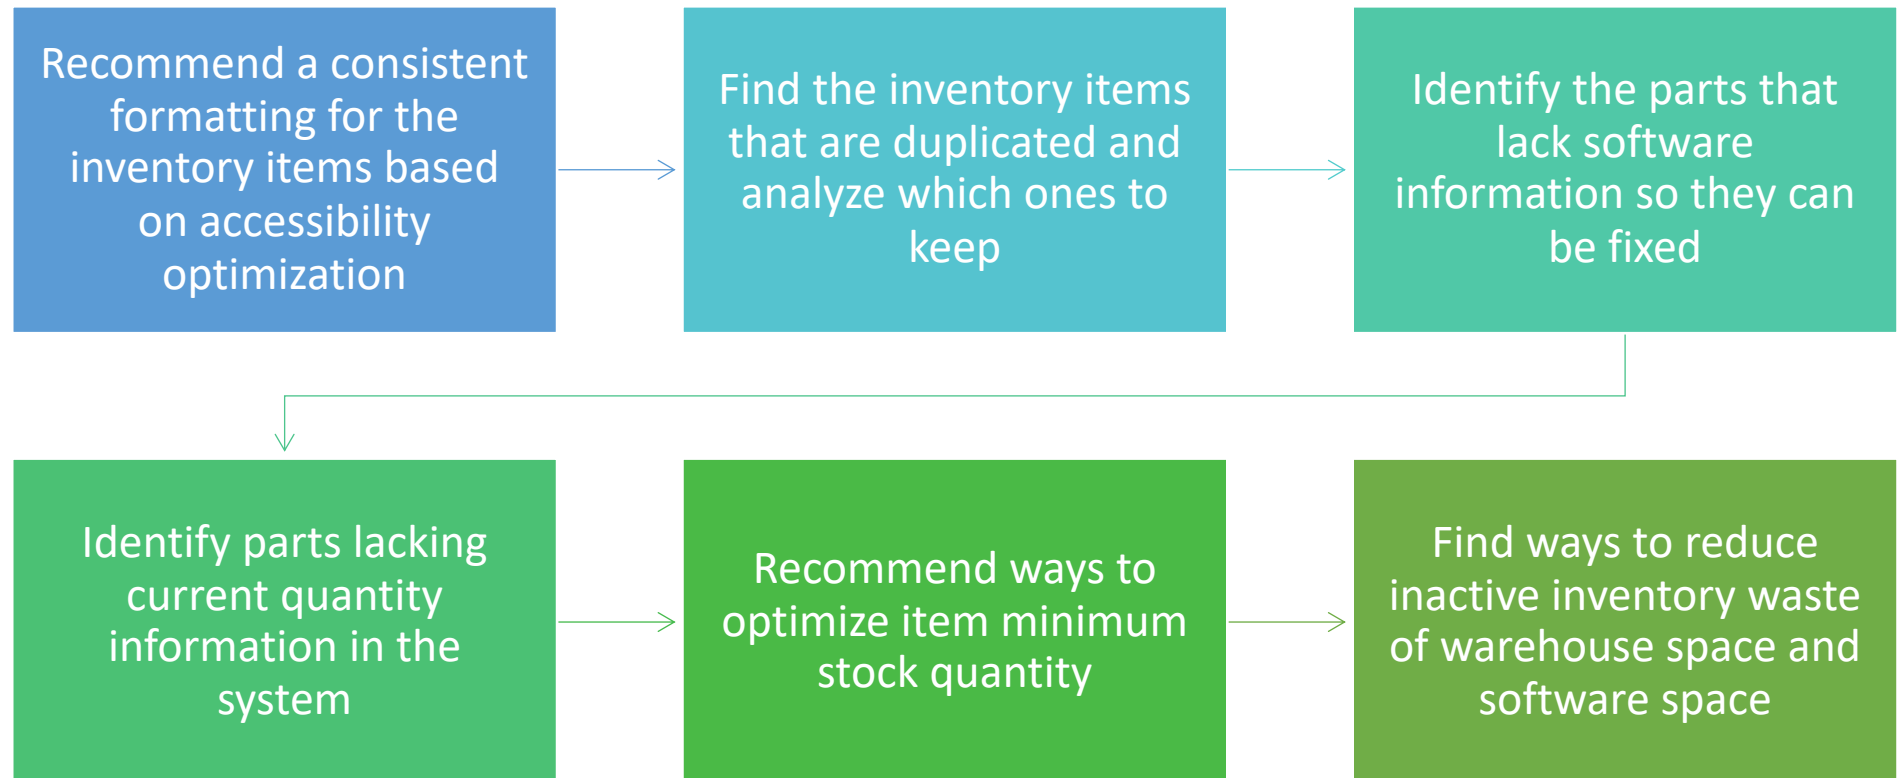 Recommend a consistent
formatting for the
inventory items based
on accessibility
optimization
Find the inventory items
that are duplicated and
analyze which ones to
keep
Identify the parts that
lack software
information so they can
be fixed
Identify parts lacking
current quantity
information in the
system
Recommend ways to
optimize item minimum
stock quantity
Find ways to reduce
inactive inventory waste
of warehouse space and
software space